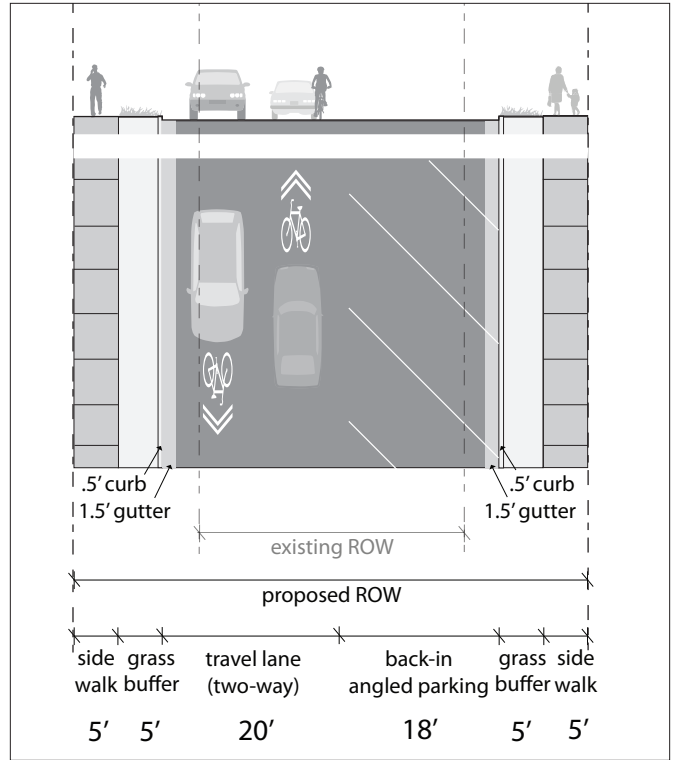 .5’ curb
1.5’ gutter
.5’ curb
1.5’ gutter
existing ROW
proposed ROW
side
walk
grass
buffer
travel lane
(two-way)
back-in
angled parking
grass
buffer
side
walk
5’ 5’ 20’ 18’ 5’ 5’